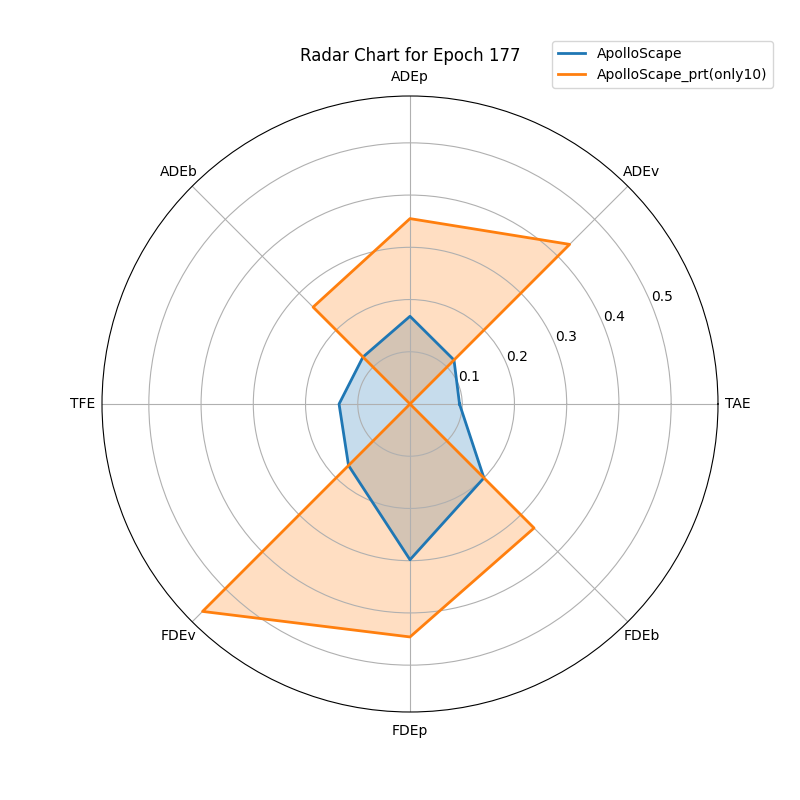 Radar Chart for Epoch 177
ApolloScape
ApolloScape_prt(only10)
ADEp
ADEb
ADEv
0.5
0.4
0.3
0.2
0.1
TFE
TAE
FDEv
FDEb
FDEp